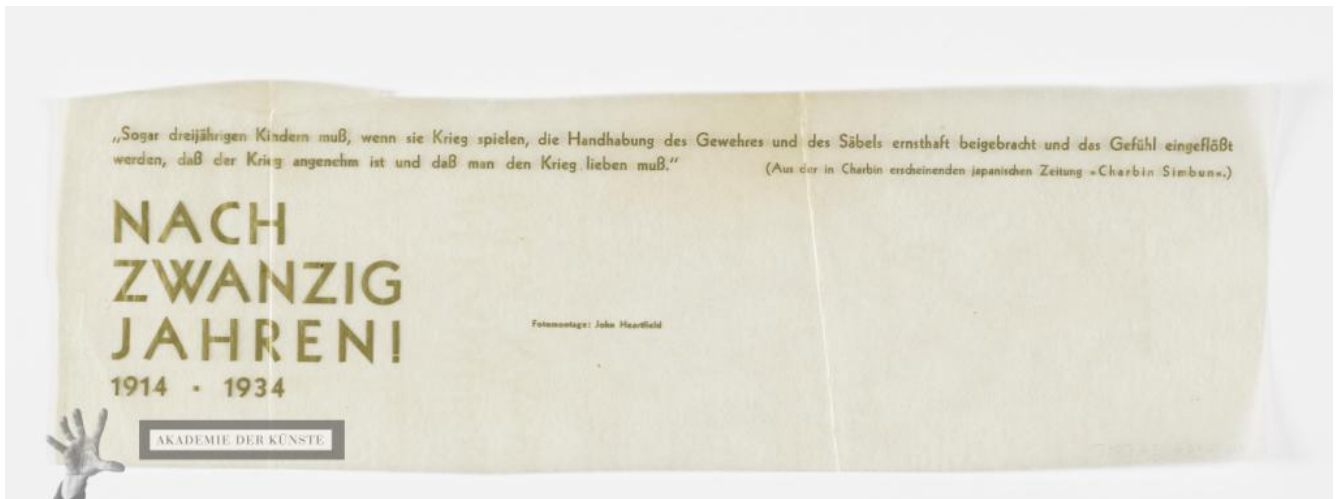 „Sogar dreijährigen Kindern muß, wenn sie Krieg spielen, die Handhabung des Gewehres und des Säbels ernsthaft beigebracht und das Gefühl eingeflößt
werden, daß der Krieg angenehm ist und daß man den Krieg lieben muß.“
(Aus der in Charbin erscheinenden japanischen Zeitung »Charbin Simbun«.)
NACH
ZWANZIG
JAHREN!
1914 · 1934
Fotomontage: John Heartfield
AKADEMIE DER KÜNSTE